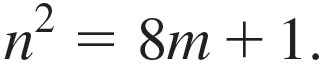 n² = 8m + 1.